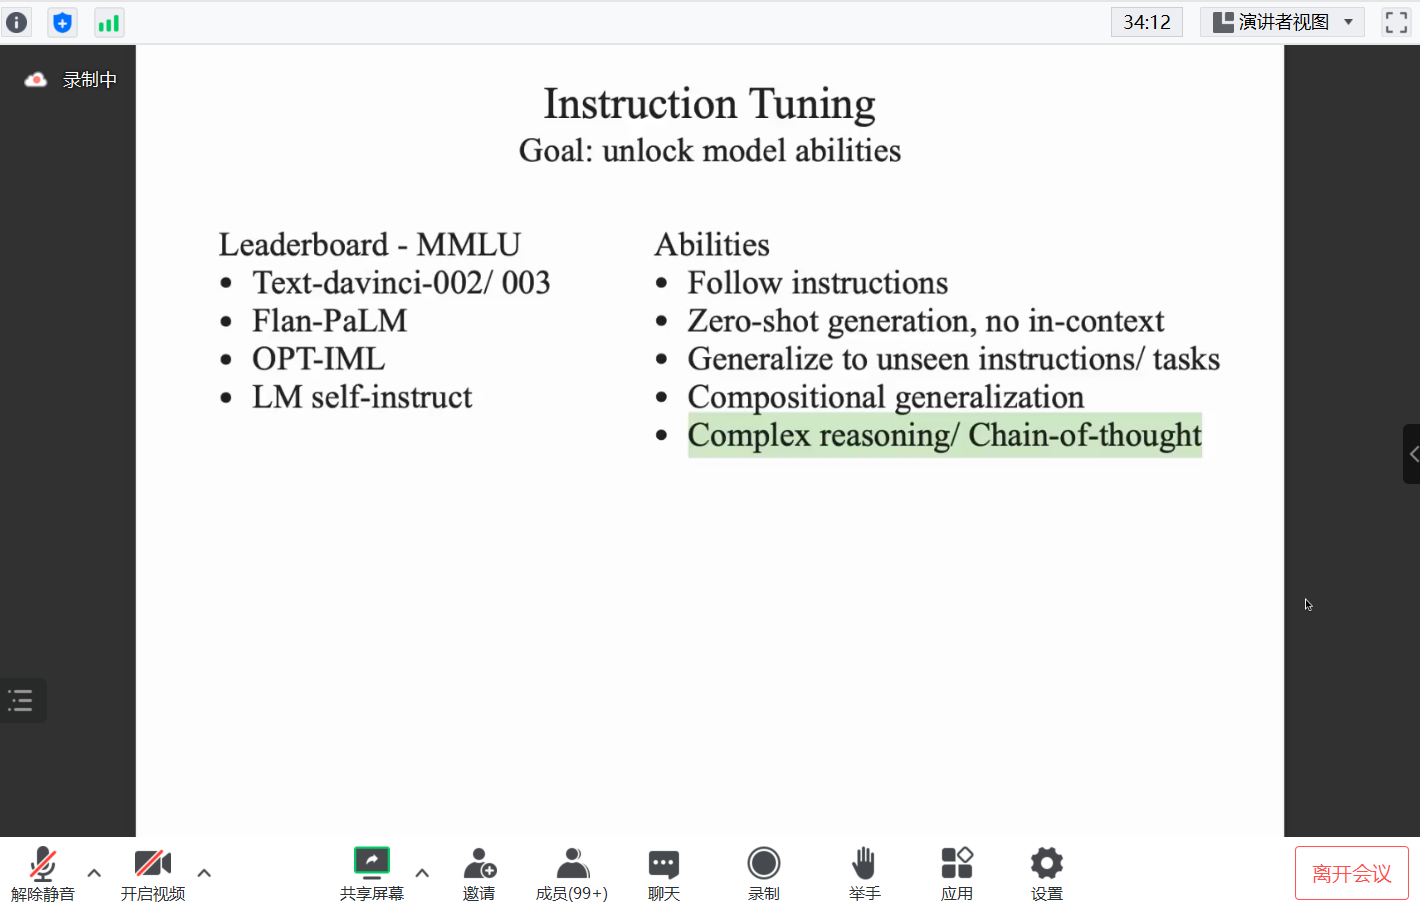 34:12
演讲者视图
录制中
Instruction Tuning
Goal: unlock model abilities
Leaderboard - MMLU
• Text-davinci-002/ 003
• Flan-PaLM
• OPT-IML
• LM self-instruct
Abilities
• Follow instructions
• Zero-shot generation, no in-context
• Generalize to unseen instructions/ tasks
• Compositional generalization
• Complex reasoning/ Chain-of-thought
解除静音
开启视频
共享屏幕
邀请
成员(99+)
聊天
录制
举手
应用
设置
离开会议